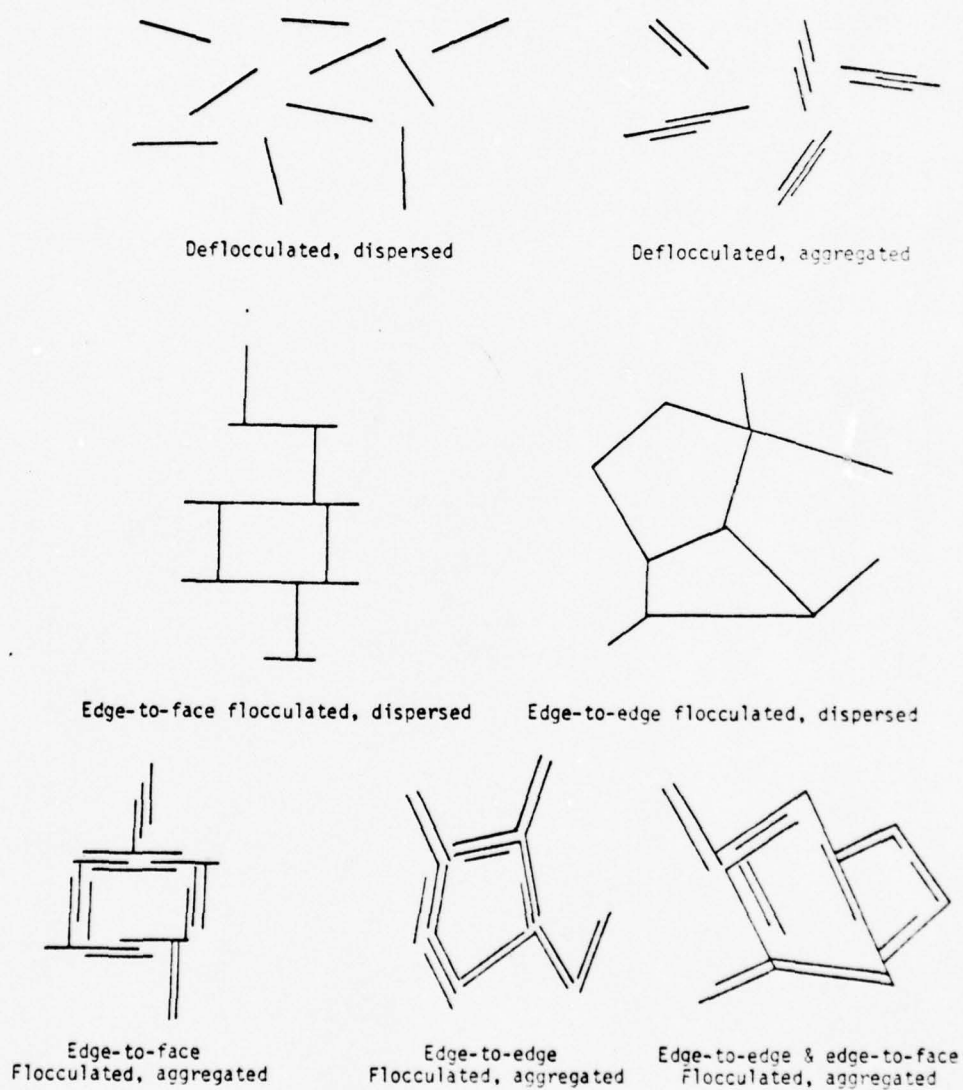 Deflocculated, dispersed
Deflocculated, aggregated
Edge-to-face flocculated, dispersed
Edge-to-edge flocculated, dispersed
Edge-to-face
Flocculated, aggregated
Edge-to-edge
Flocculated, aggregated
Edge-to-edge & edge-to-face
Flocculated, aggregated